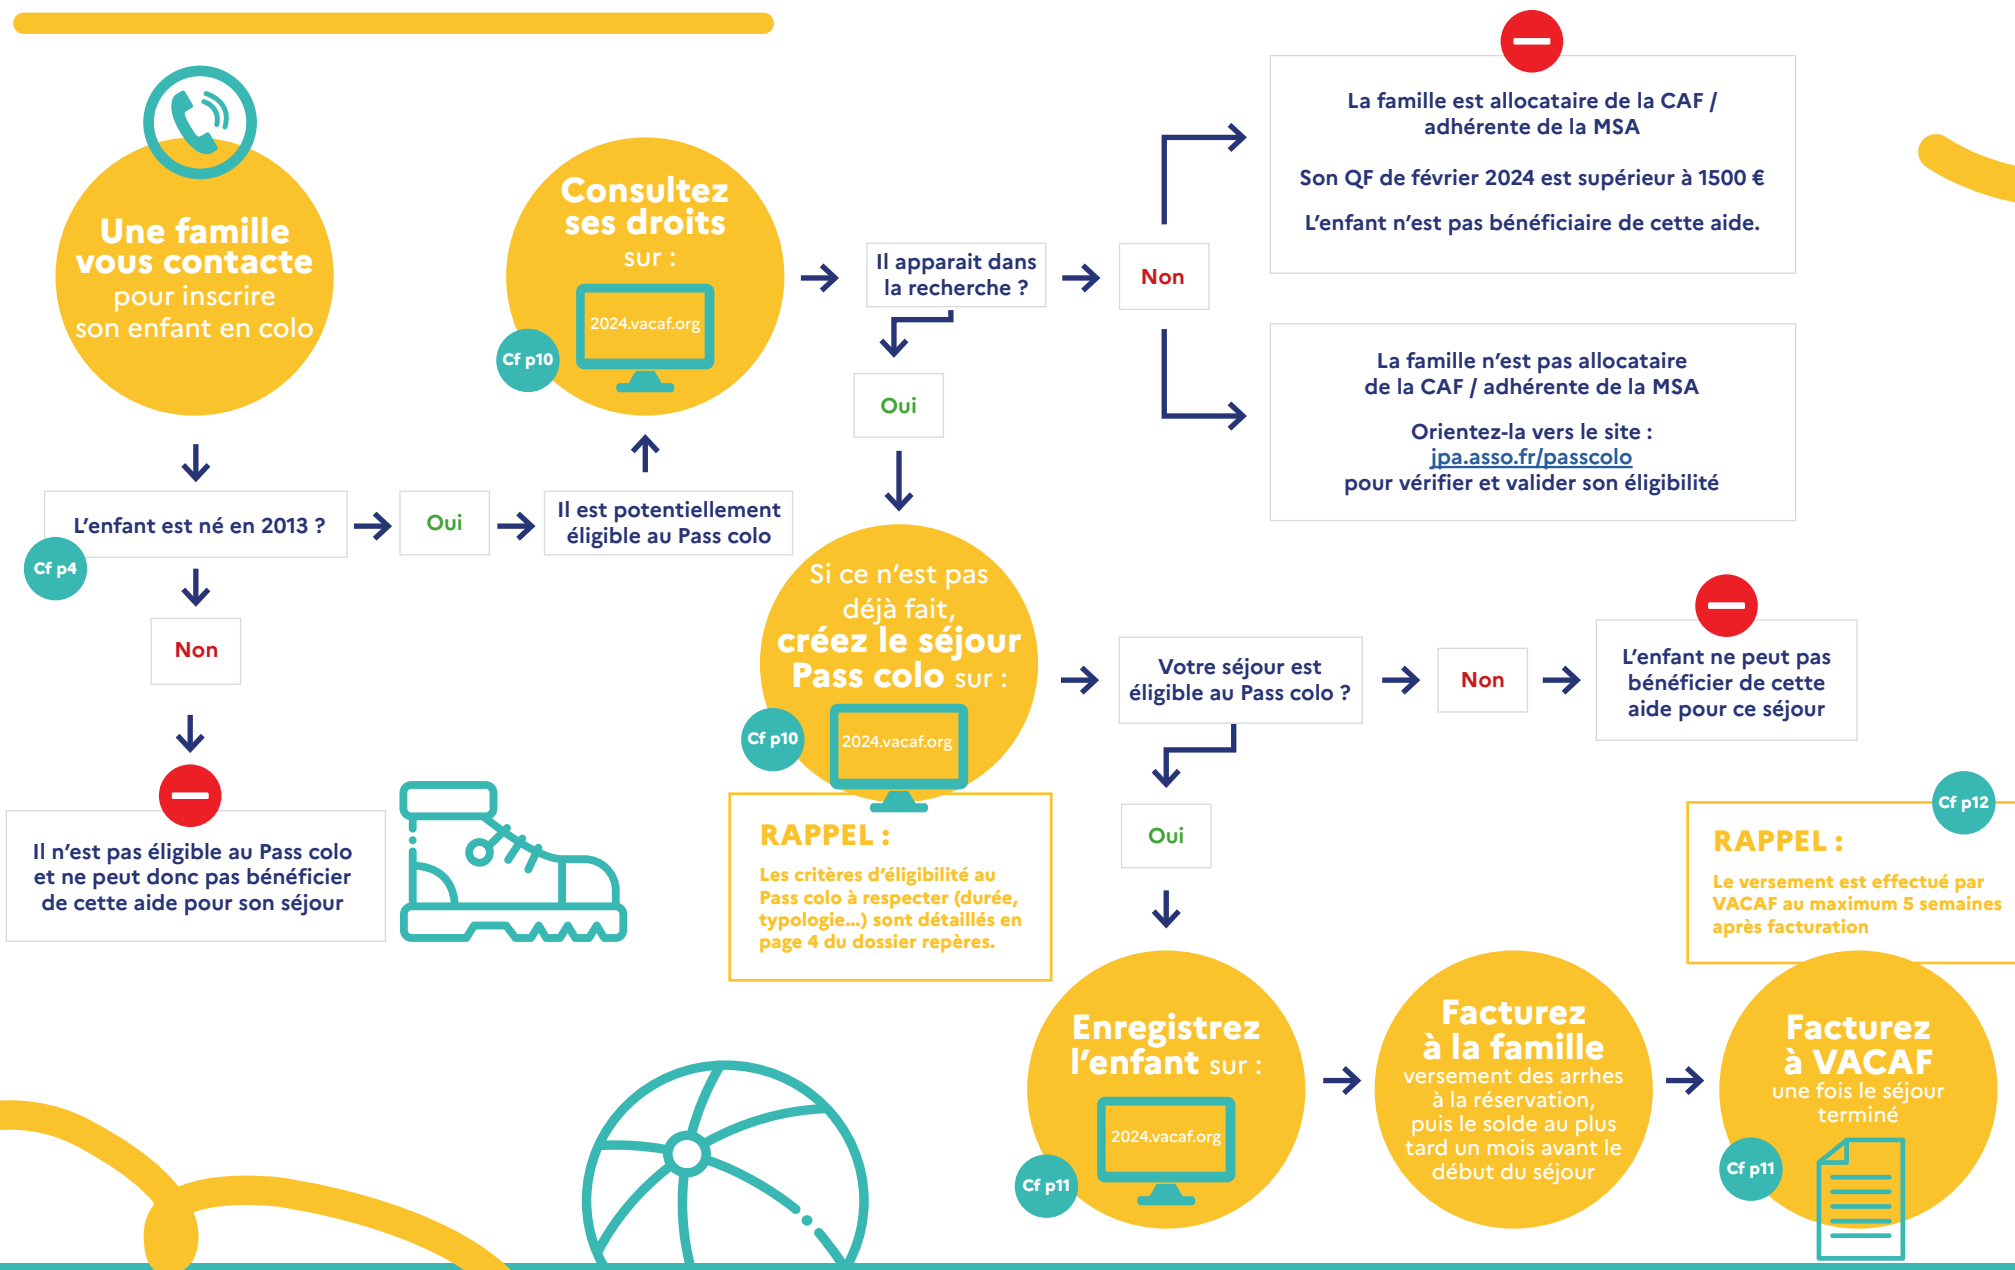 Une famille
vous contacte
pour inscrire
son enfant en colo
L'enfant est né en 2013 ?
Cf p4
Oui
Il est potentiellement
éligible au Pass colo
Non
Il n'est pas éligible au Pass colo
et ne peut donc pas bénéficier
de cette aide pour son séjour
Consultez
ses droits
sur :
2024.vacaf.org
Cf p10
Il apparait dans
la recherche ?
Non
La famille est allocataire de la CAF /
adhérente de la MSA
Son QF de février 2024 est supérieur à 1500 €
L'enfant n'est pas bénéficiaire de cette aide.
La famille n'est pas allocataire
de la CAF / adhérente de la MSA
Orientez-la vers le site :
jpa.asso.fr/passcolo
pour vérifier et valider son éligibilité
Oui
Si ce n'est pas
déjà fait,
créez le séjour
Pass colo sur :
2024.vacaf.org
Cf p10
RAPPEL :
Les critères d'éligibilité au
Pass colo à respecter (durée,
typologie...) sont détaillés en
page 4 du dossier repères.
Votre séjour est
éligible au Pass colo ?
Non
L'enfant ne peut pas
bénéficier de cette
aide pour ce séjour
Oui
Enregistrez
l'enfant sur :
2024.vacaf.org
Cf p11
Facturez
à la famille
versement des arrhes
à la réservation,
puis le solde au plus
tard un mois avant le
début du séjour
Cf p12
RAPPEL :
Le versement est effectué par
VACAF au maximum 5 semaines
après facturation
Facturez
à VACAF
une fois le séjour
terminé
Cf p11